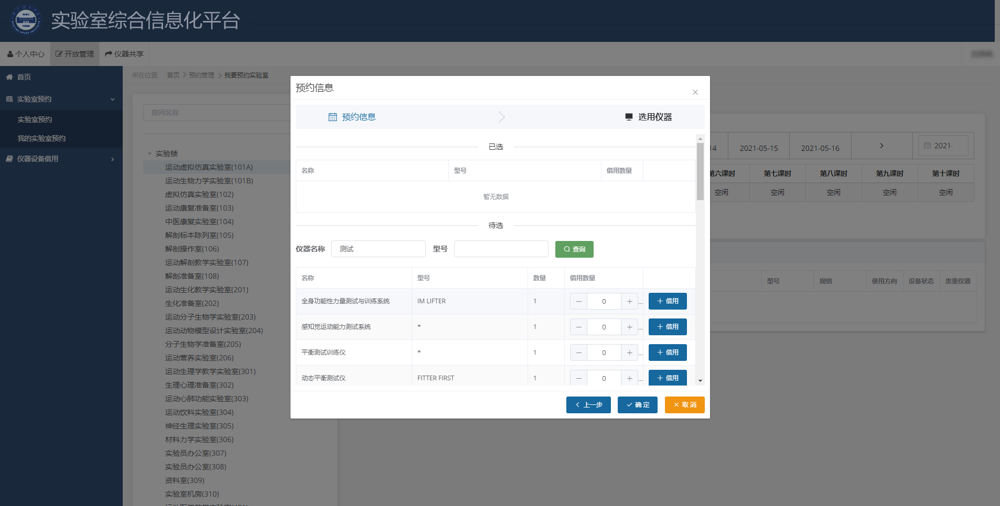 实验室综合信息化平台
个人中心
开放管理
仪器共享
首页
实验室预约
实验室预约
我的实验室预约
仪器设备借用
所在位置: 首页 预约管理 我要预约实验室
房间名称
实验楼
运动虚拟仿真实验室(101A)
运动生物力学实验室(101B)
虚拟仿真实验室(102)
运动康复准备室(103)
中医康复实验室(104)
解剖标本陈列室(105)
解剖操作室(106)
运动解剖教学实验室(107)
解剖准备室(108)
运动生化教学实验室(201)
生化准备室(202)
运动分子生物学实验室(203)
运动动物模型设计实验室(204)
分子生物学准备室(205)
运动营养实验室(206)
运动生理学教学实验室(301)
生理心理准备室(302)
运动心肺功能实验室(303)
运动饮料实验室(304)
神经生理实验室(305)
材料力学实验室(306)
实验员办公室(307)
实验员办公室(308)
资料室(309)
实验室机房(310)
预约信息
预约信息
选用仪器
已选
名称 型号 借用数量
暂无数据
待选
仪器名称 测试 型号 查询
名称 型号 数量 借用数量
全身功能性力量测试与训练系统 IM LIFTER 1 0 ... 借用
感知觉运动能力测试系统 * 1 0 ... 借用
平衡测试训练仪 * 1 0 ... 借用
动态平衡测试仪 FITTER FIRST 1 0 ... 借用
上一步 确定 取消
14 2021-05-15 2021-05-16 2021-
第六课时 第七课时 第八课时 第九课时 第十课时
空闲 空闲 空闲 空闲 空闲
型号 规格 使用方向 设备状态 贵重仪器